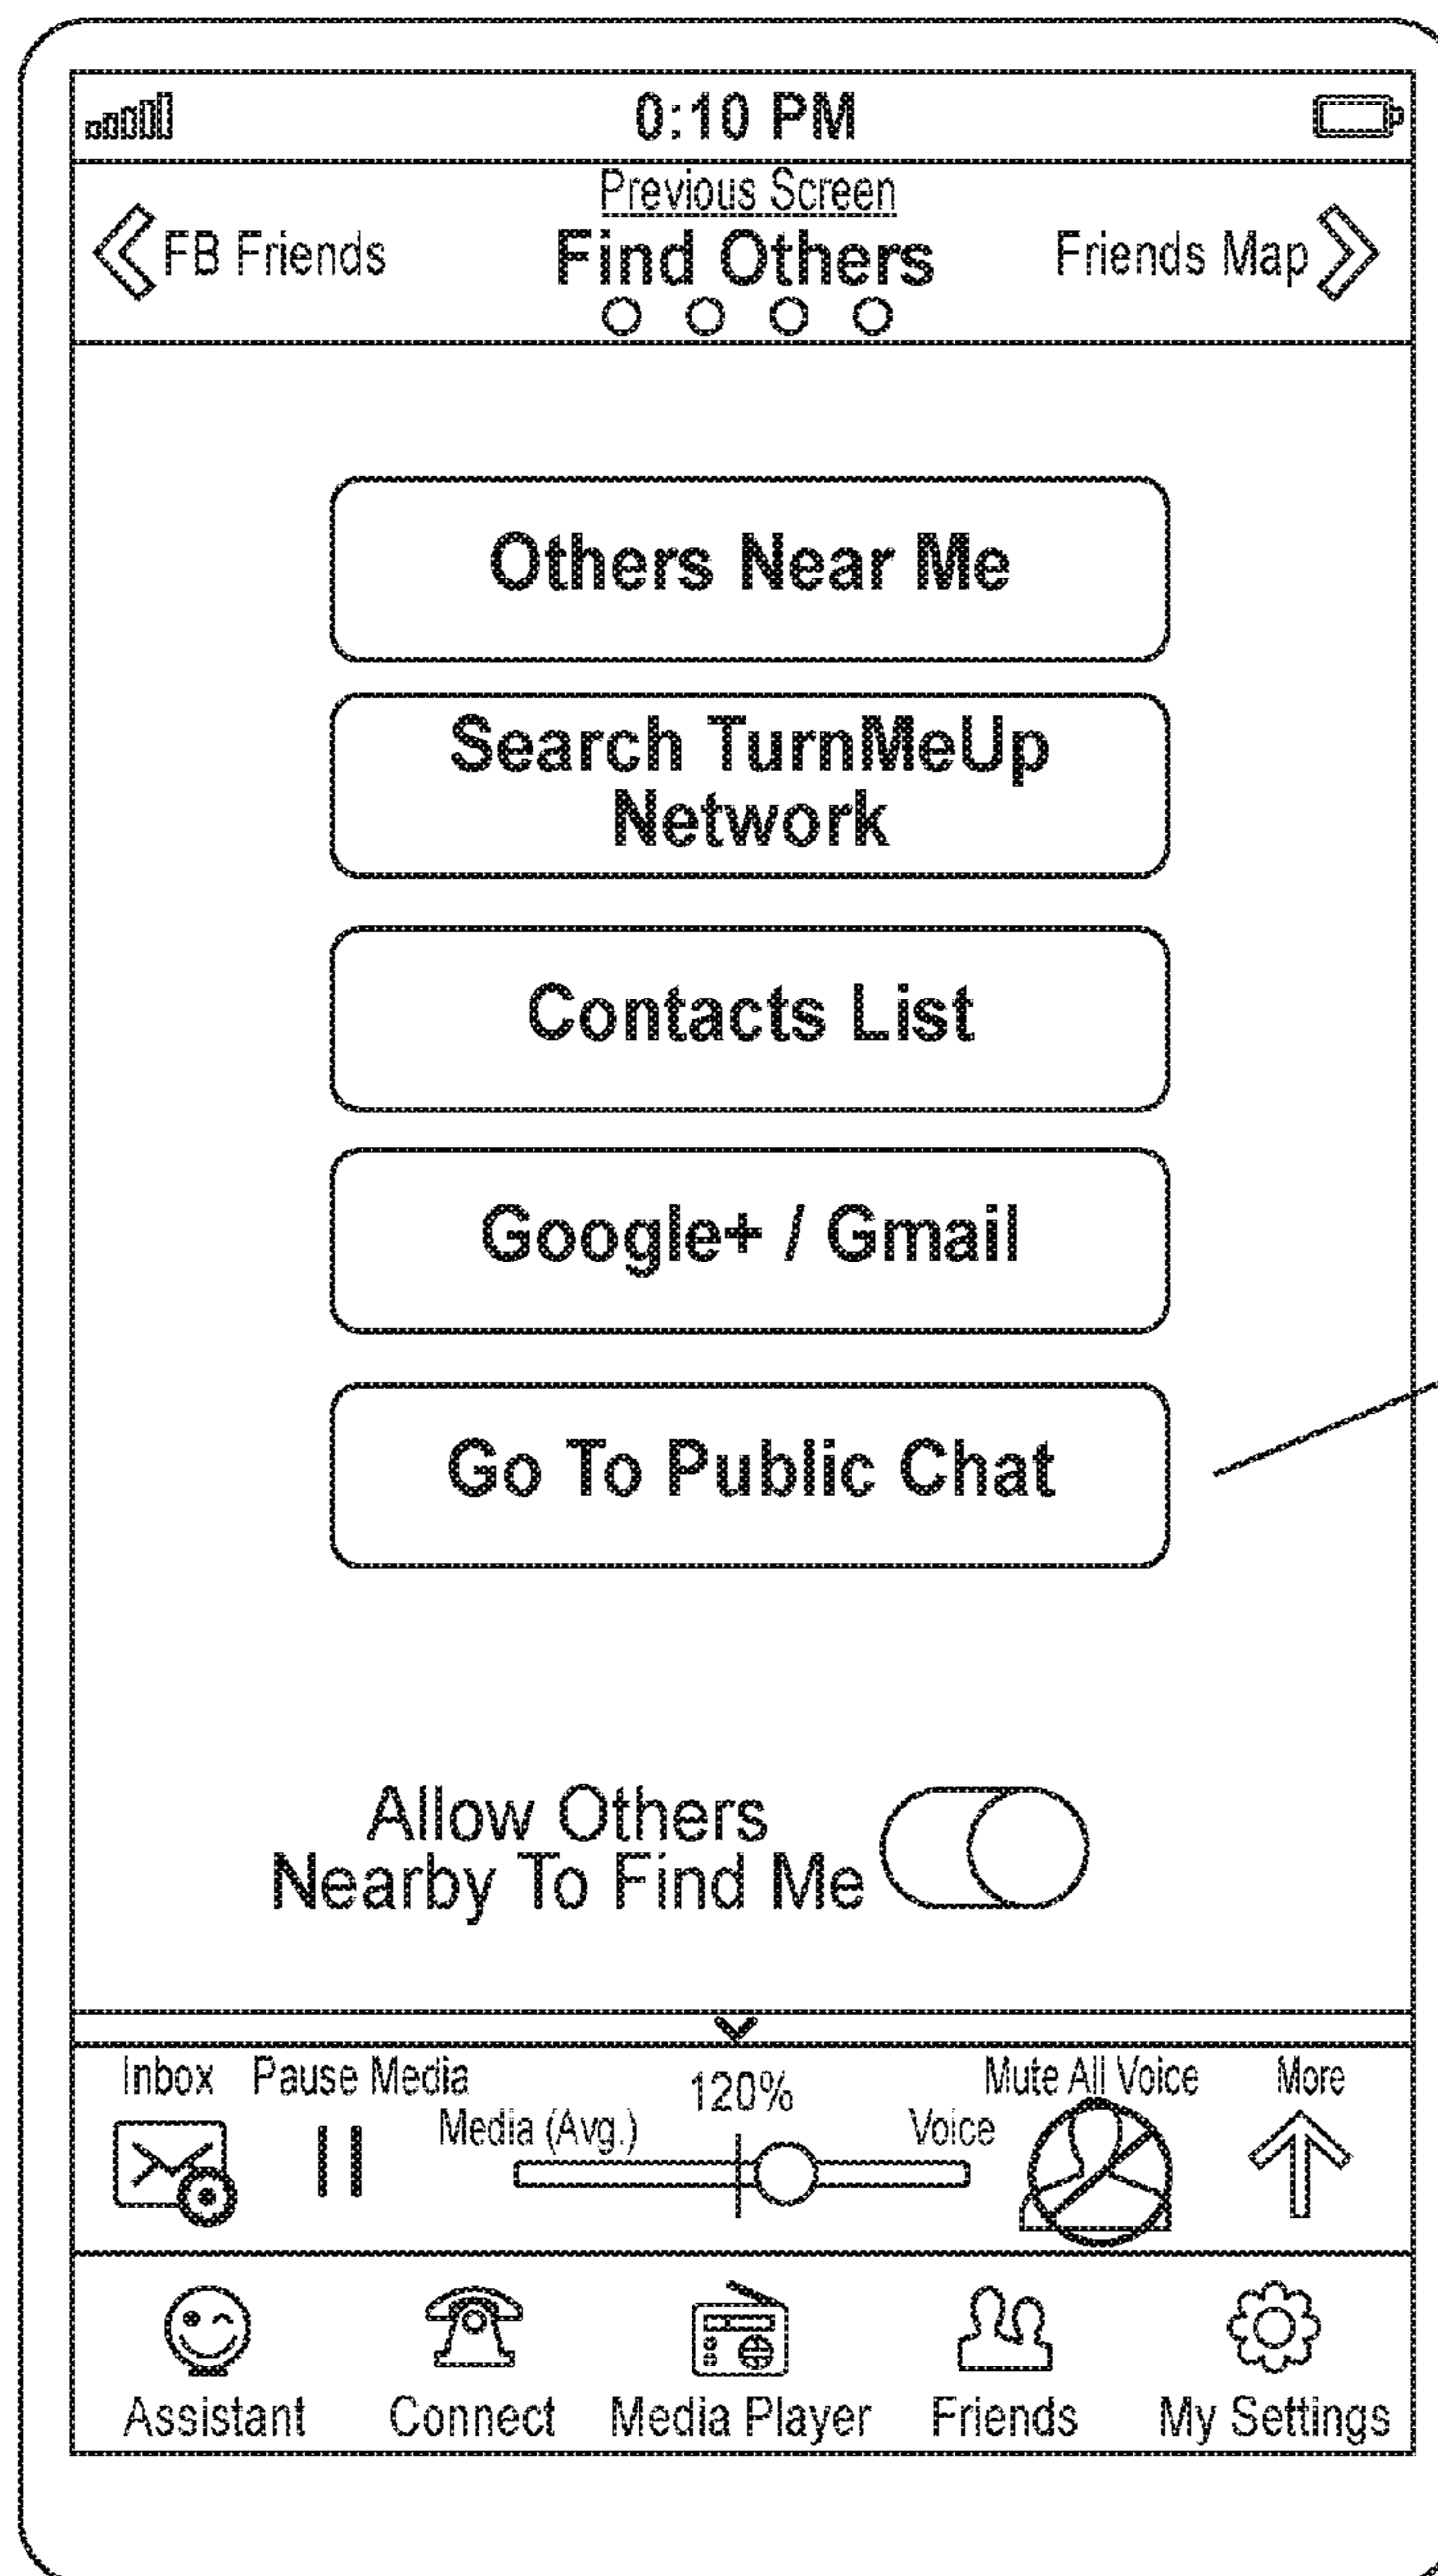 0:10 PM
Previous Screen
FB Friends
Find Others
Friends Map
Others Near Me
Search TurnMeUp
Network
Contacts List
Google+ / Gmail
Go To Public Chat
Allow Others
Nearby To Find Me
Inbox
Pause Media
120%
Mute All Voice
More
Media (Avg.)
Voice
Assistant
Connect
Media Player
Friends
My Settings